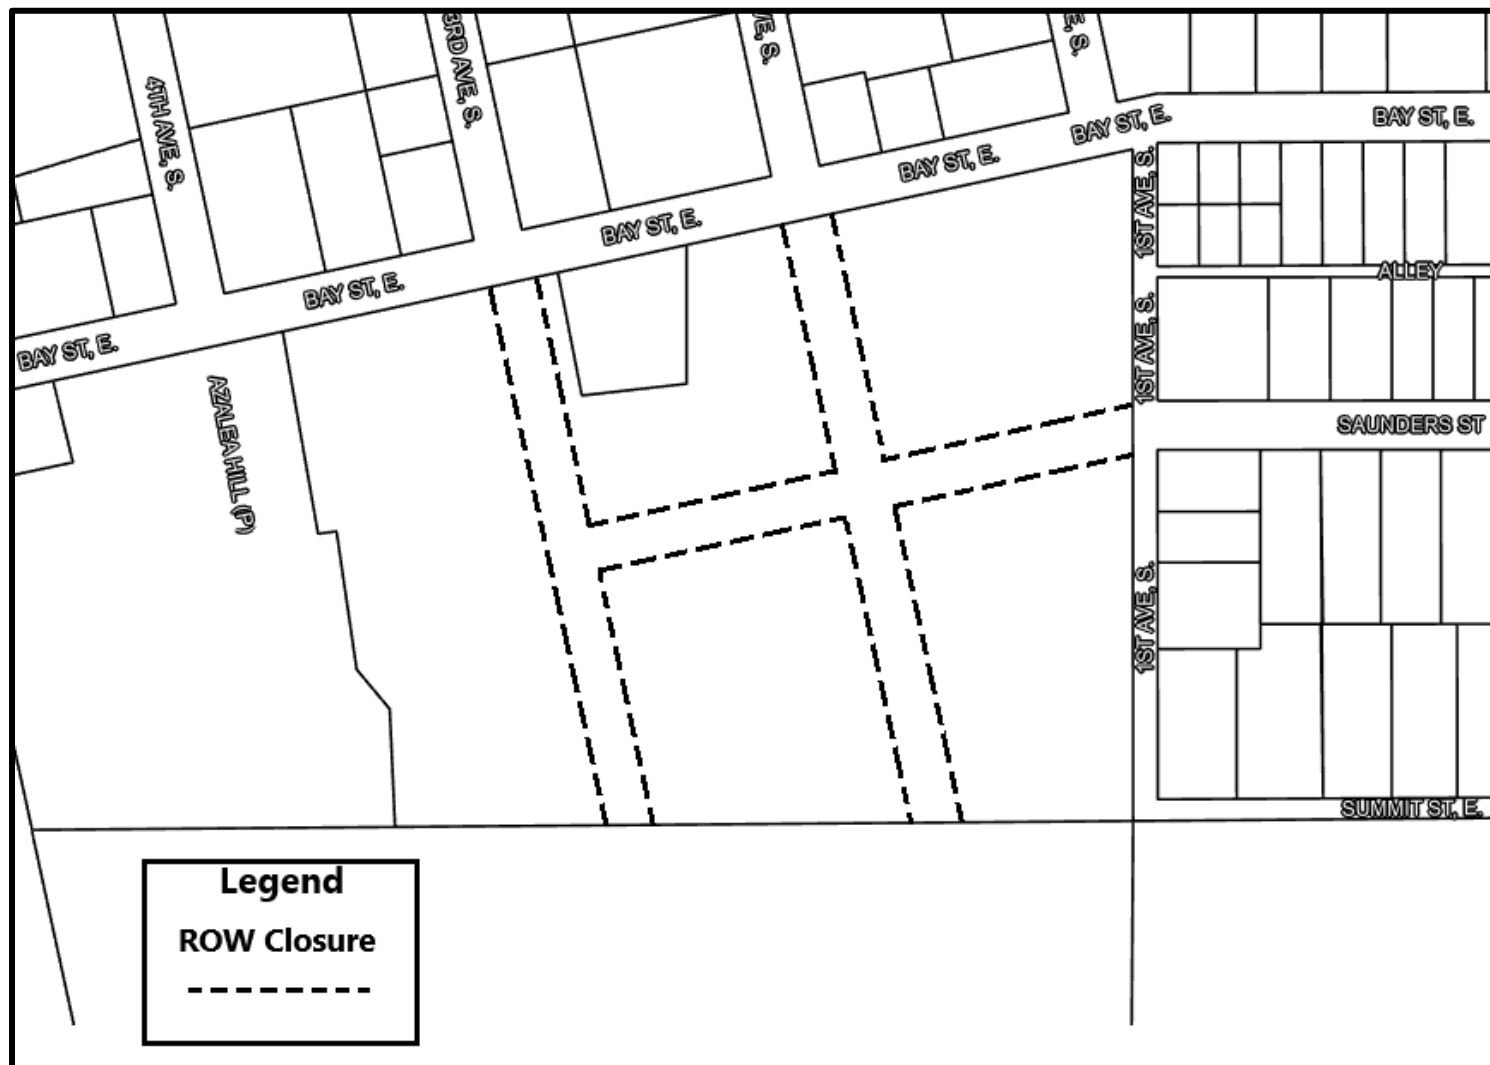 4TH AVE, S.
3RD AVE, S.
VE, S.
E, S.
BAY ST, E.
BAY ST, E.
BAY ST, E.
BAY ST, E.
BAY ST, E.
BAY ST, E.
1ST AVE, S.
ALLEY
1ST AVE, S.
SAUNDERS ST
AZALEA HILL (P)
1ST AVE, S.
SUMMIT ST, E.
Legend
ROW Closure